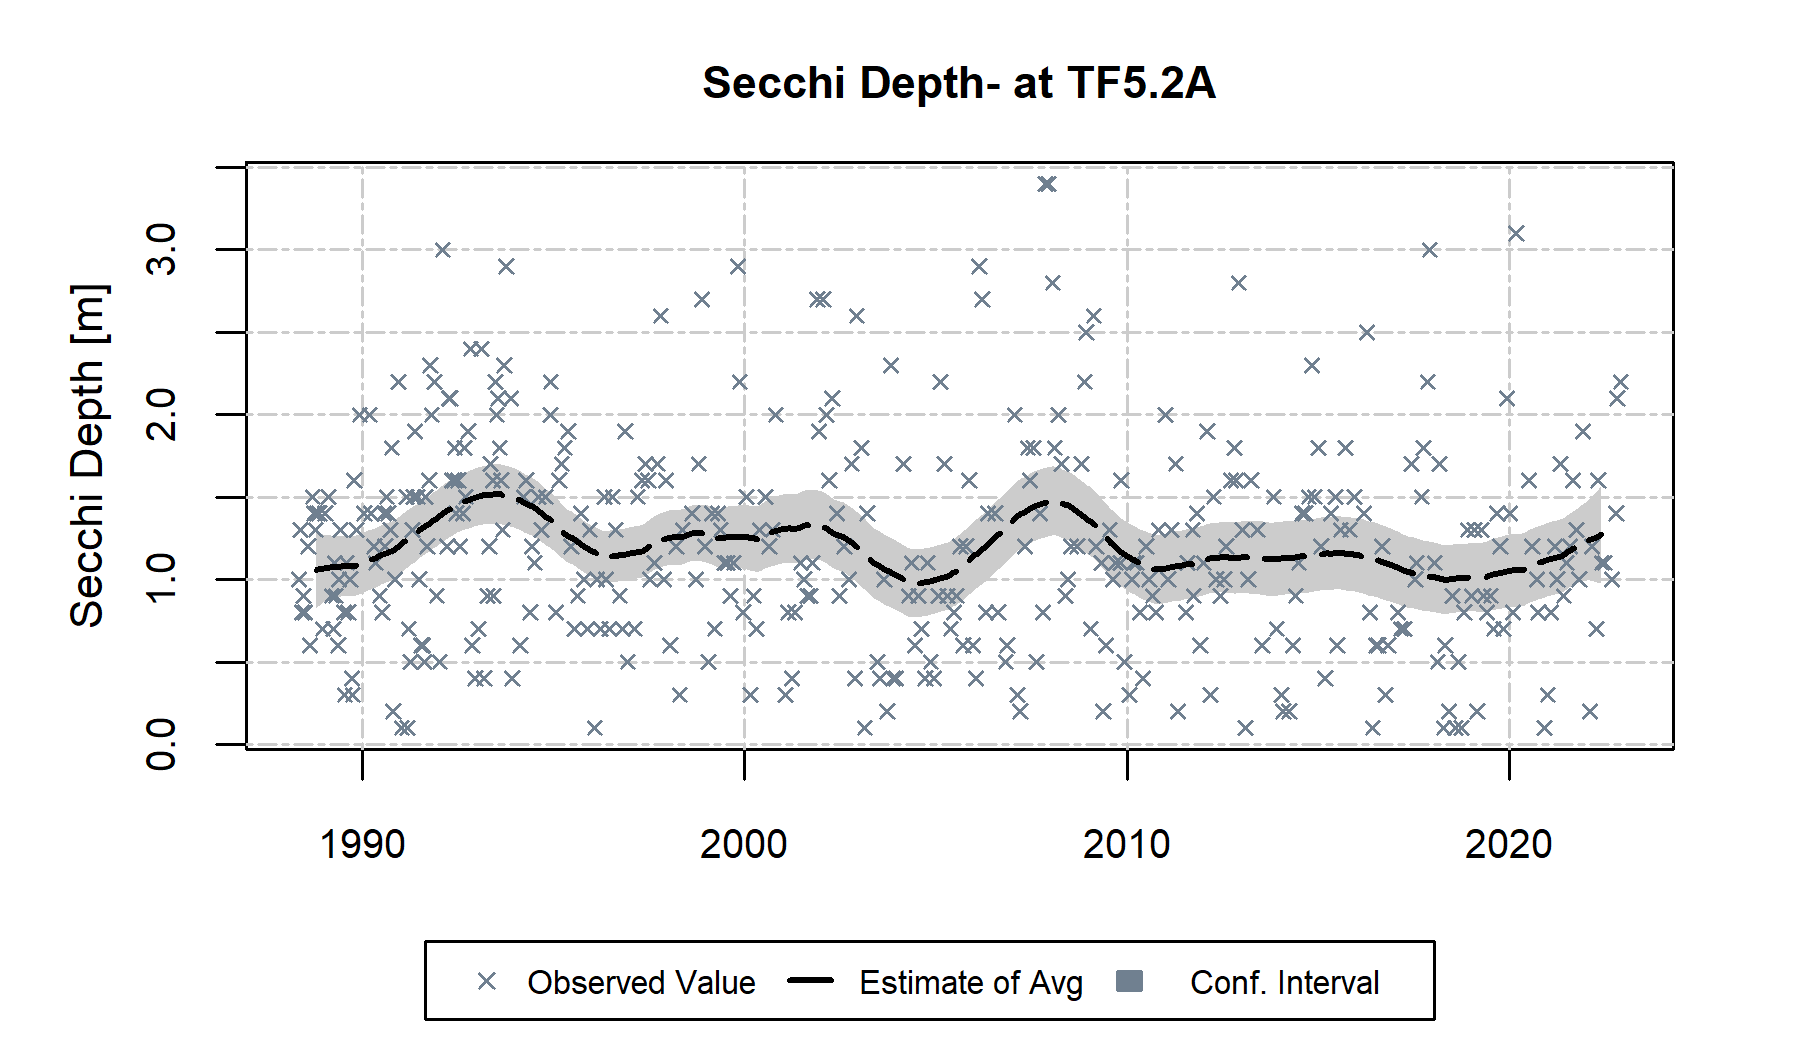 Secchi Depth- at TF5.2A
Secchi Depth [m]
3.0
2.0
1.0
0.0
1990 2000 2010 2020
Observed Value Estimate of Avg Conf. Interval